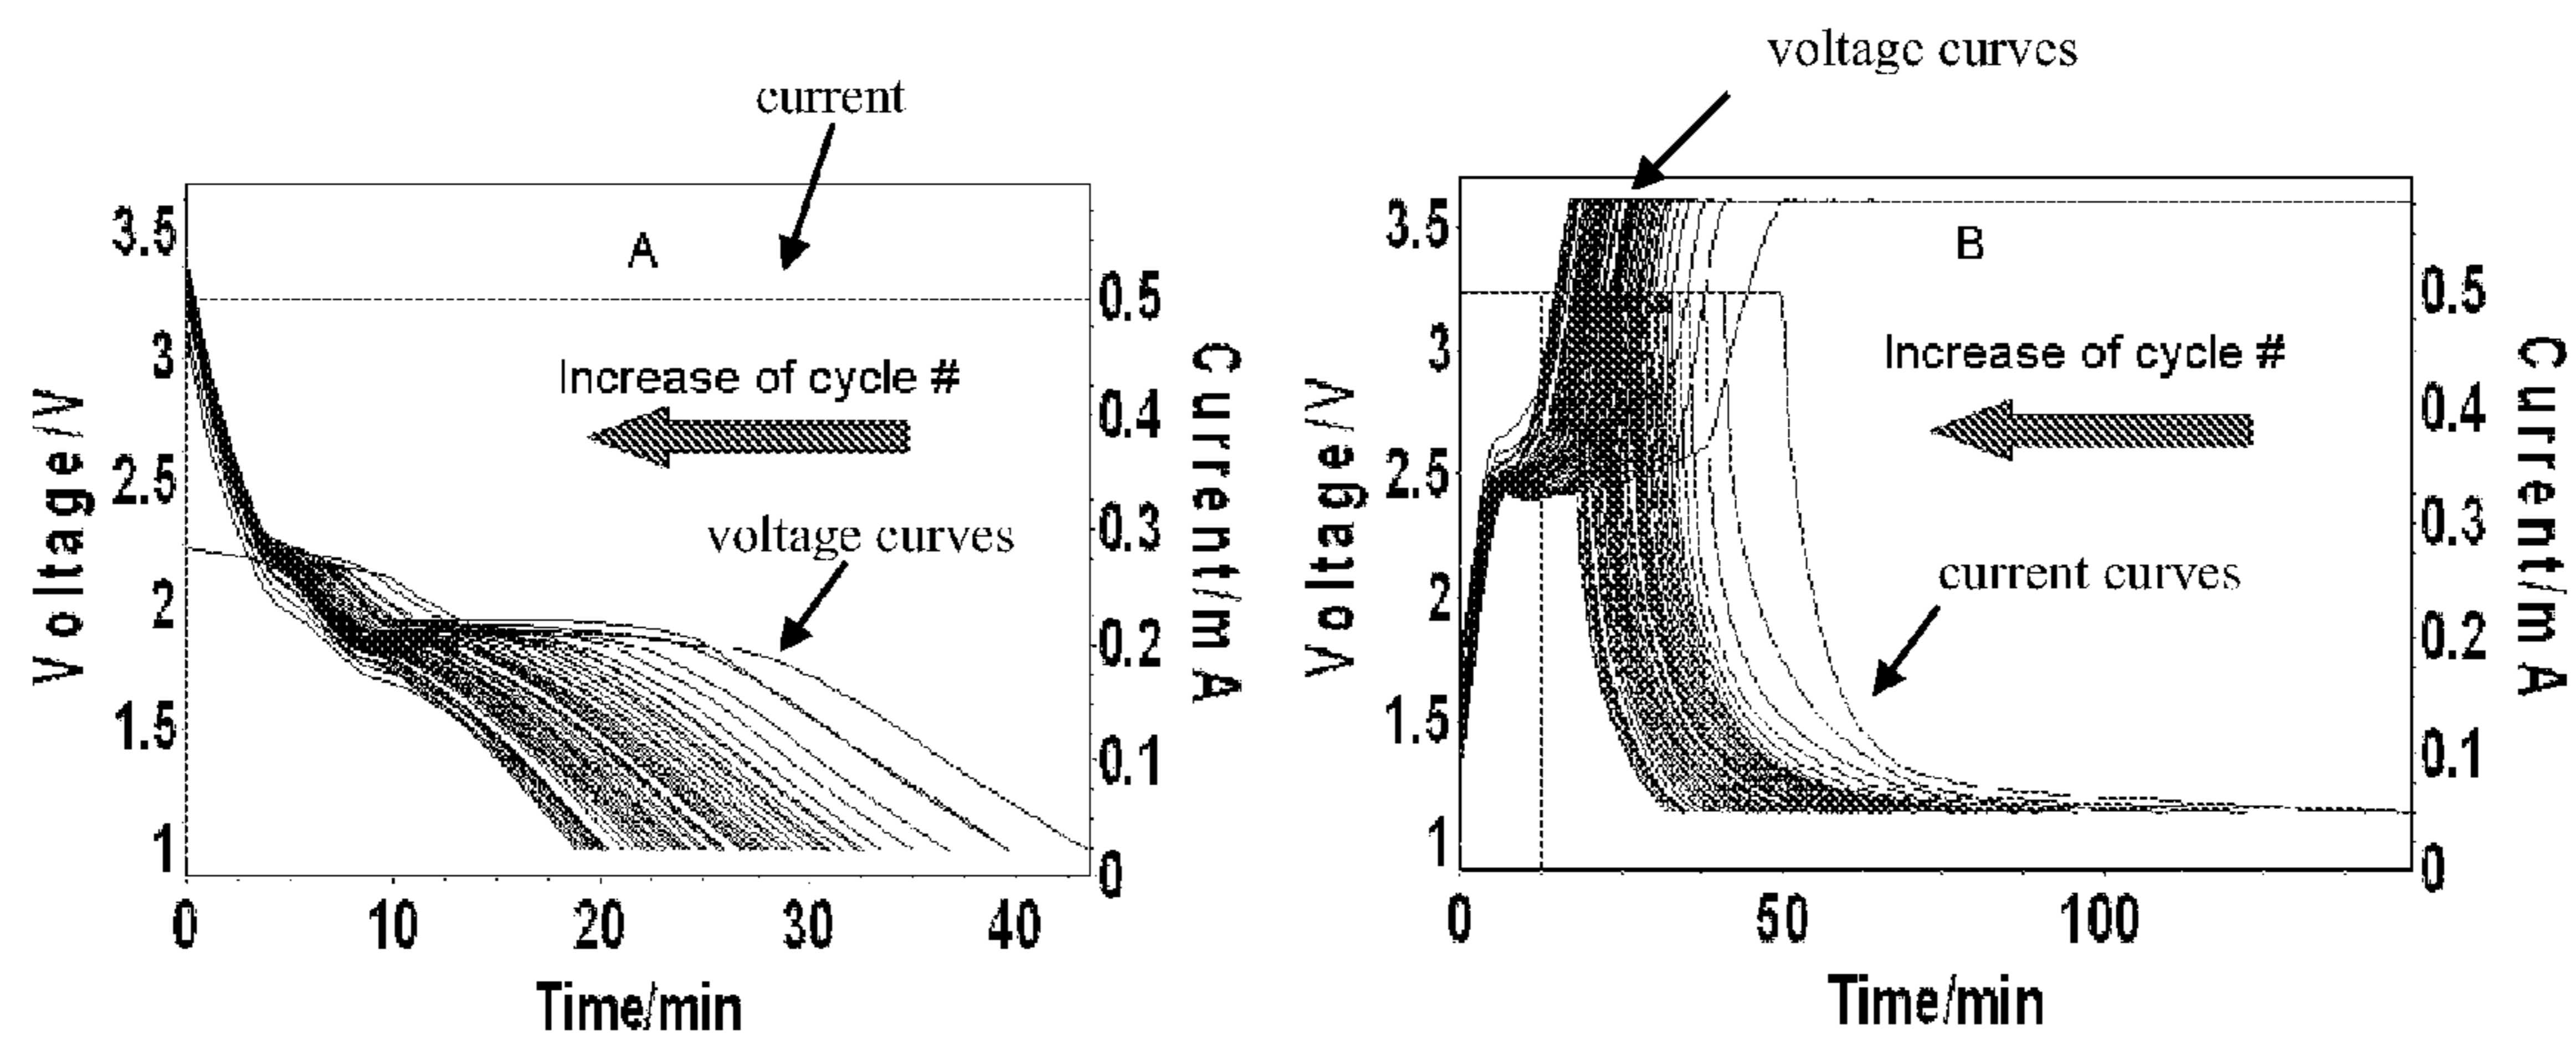 voltage curves
current
A
B
3.5
3
2.5
2
1.5
1
Voltage/V
0.5
0.4
0.3
0.2
0.1
0
Current/mA
Increase of cycle #
voltage curves
0
10
20
30
40
Time/min
3.5
3
2.5
2
1.5
1
Voltage/V
0.5
0.4
0.3
0.2
0.1
0
Current/mA
Increase of cycle #
current curves
0
50
100
Time/min